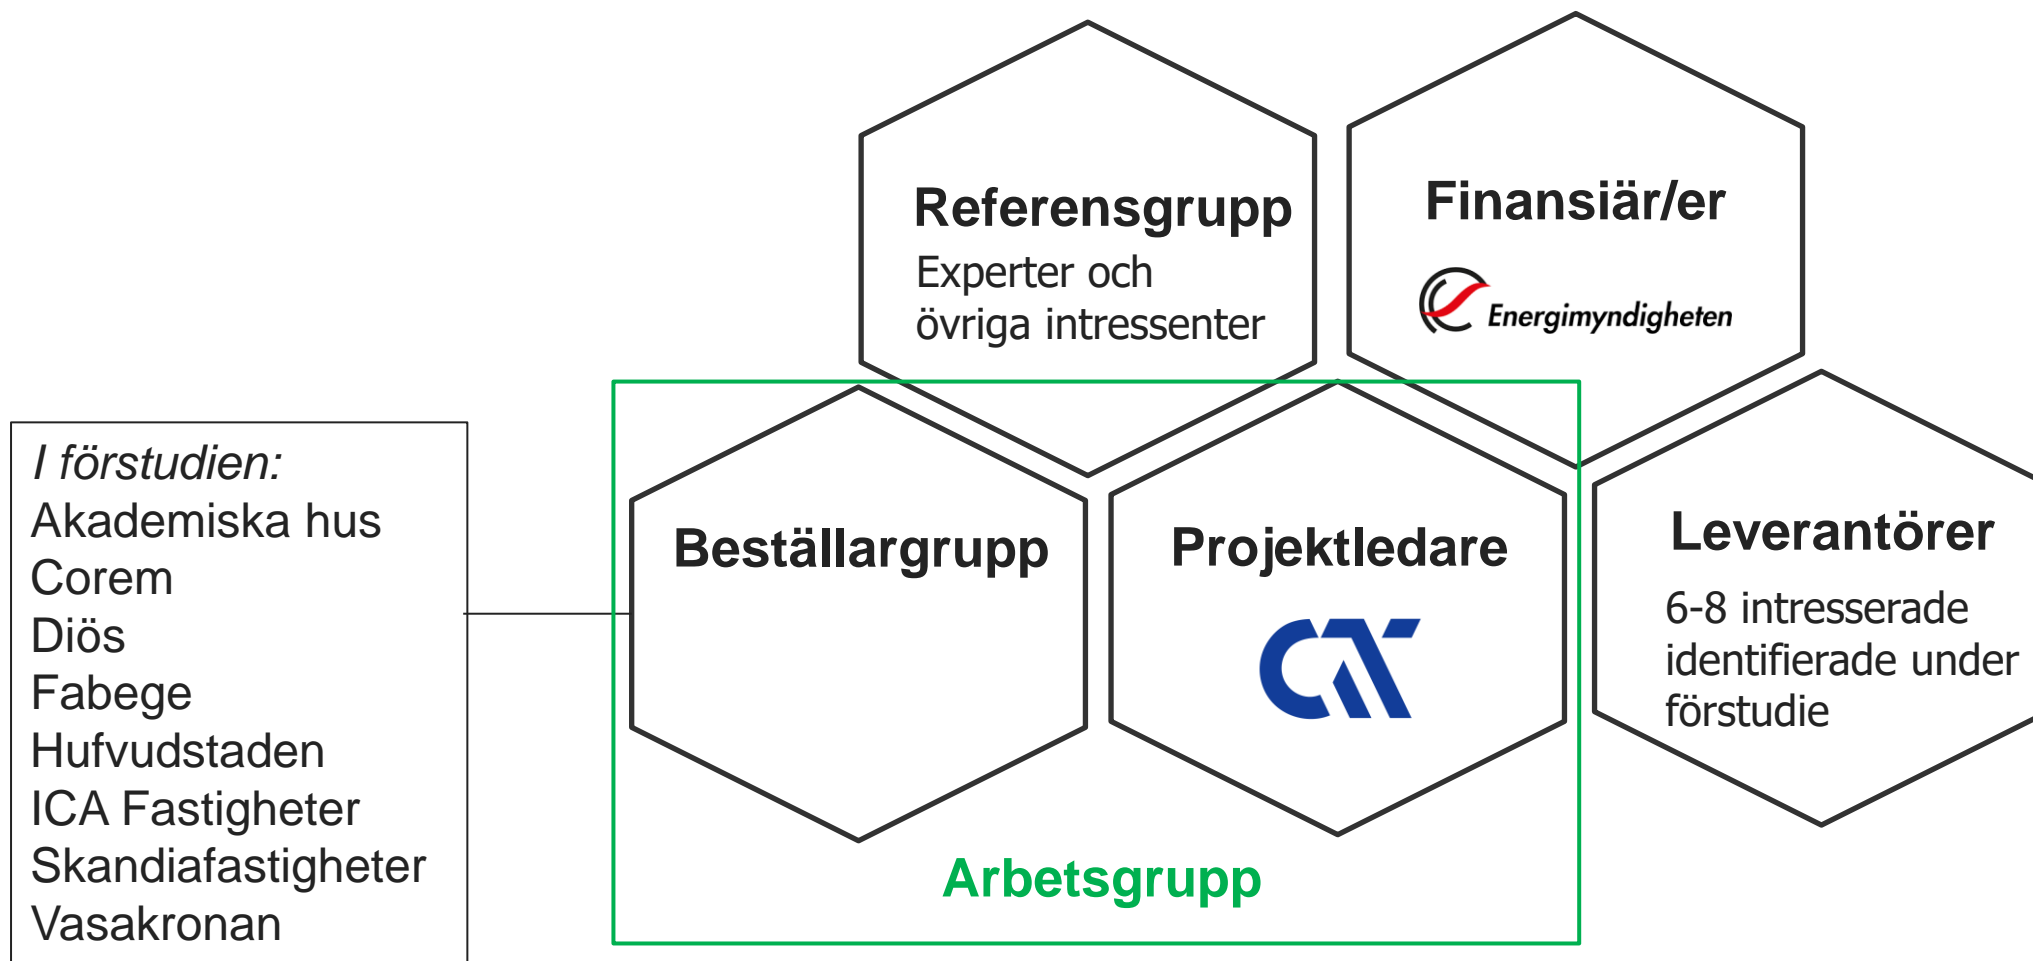 Referensgrupp
Experter och
övriga intressenter
Finansiär/er
Energimyndigheten
I förstudien:
Akademiska hus
Corem
Diös
Fabege
Hufvudstaden
ICA Fastigheter
Skandiafastigheter
Vasakronan
Beställargrupp
Projektledare
CIT
Leverantörer
6-8 intresserade
identifierade under
förstudie
Arbetsgrupp